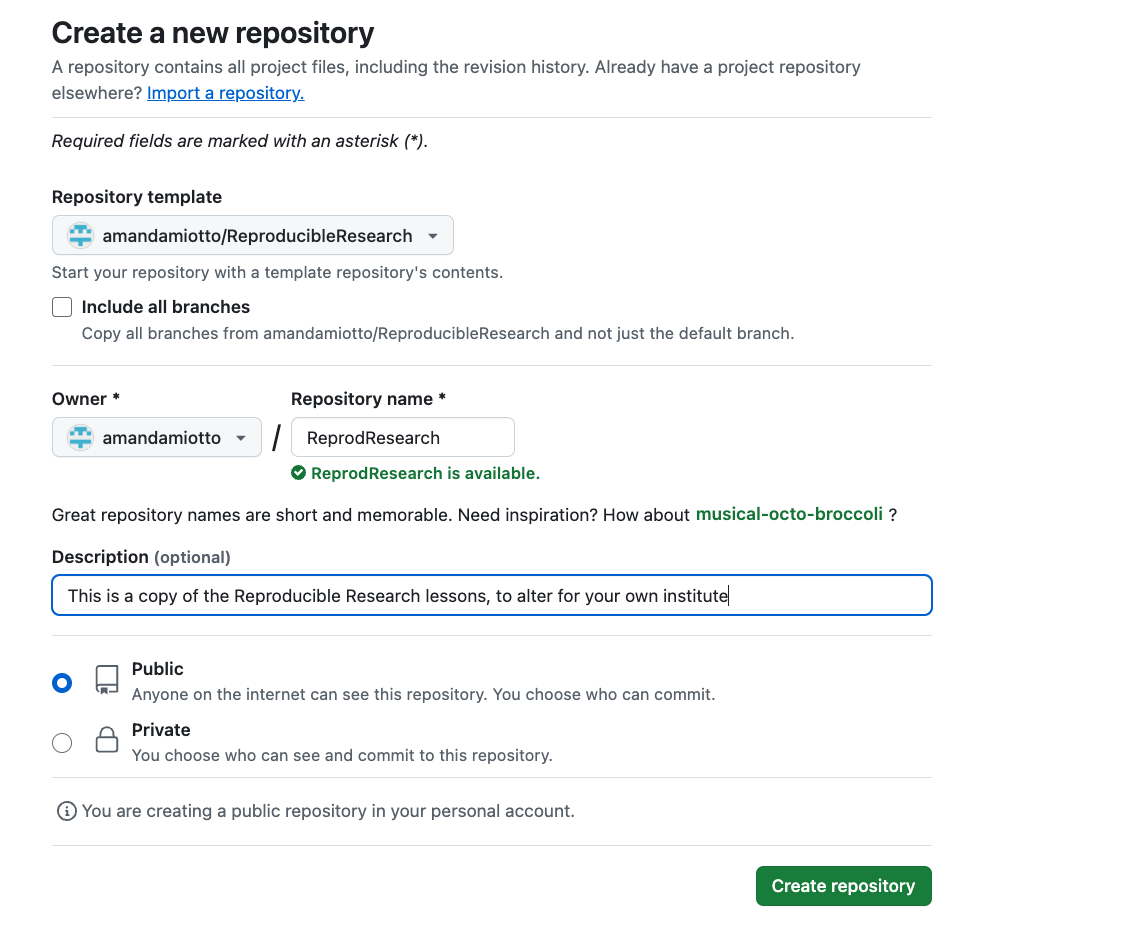 Create a new repository
A repository contains all project files, including the revision history. Already have a project repository
elsewhere? Import a repository.
Required fields are marked with an asterisk (*).
Repository template
amandamiotto/ReproducibleResearch
Start your repository with a template repository's contents.
Include all branches
Copy all branches from amandamiotto/ReproducibleResearch and not just the default branch.
Owner * Repository name *
amandamiotto / ReprodResearch
ReprodResearch is available.
Great repository names are short and memorable. Need inspiration? How about musical-octo-broccoli ?
Description (optional)
This is a copy of the Reproducible Research lessons, to alter for your own institute
Public
Anyone on the internet can see this repository. You choose who can commit.
Private
You choose who can see and commit to this repository.
You are creating a public repository in your personal account.
Create repository